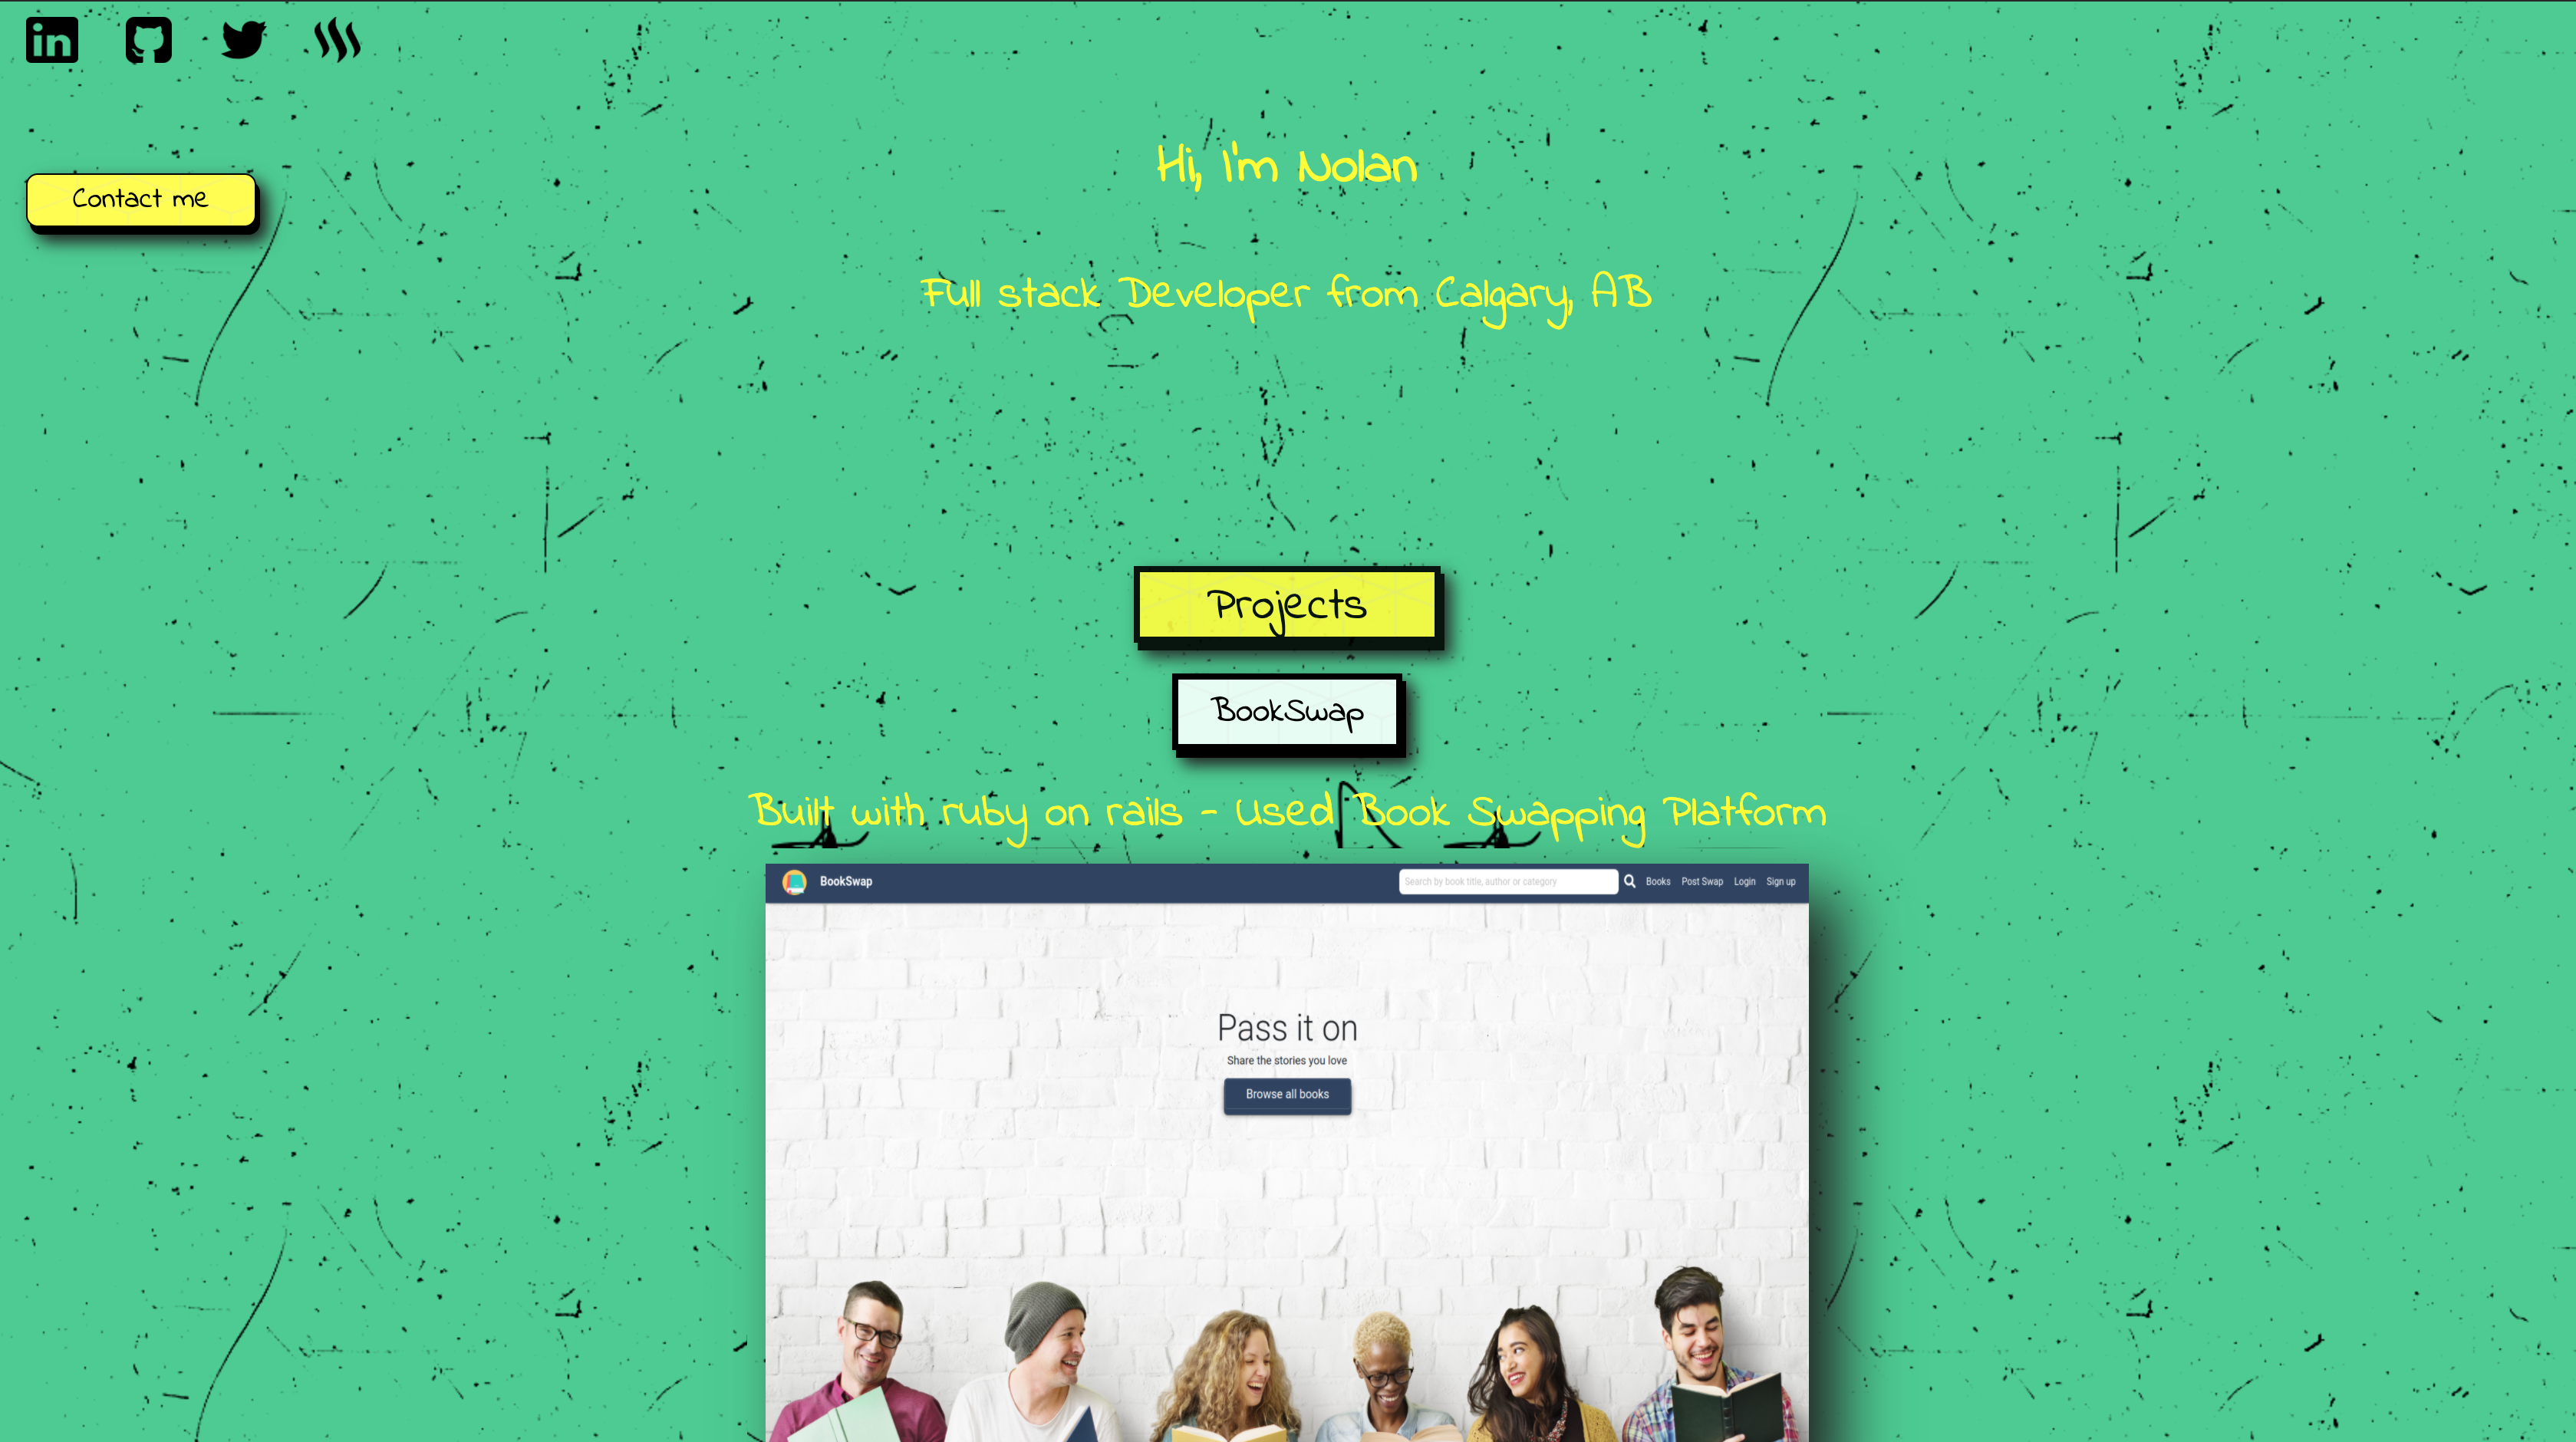 Hi, I'm Nolan
Contact me
Full stack Developer from Calgary, AB
Projects
BookSwap
Built with ruby on rails - Used Book Swapping Platform
BookSwap
Search by book title, author or category
Books
Post Swap
Login
Sign up
Pass it on
Share the stories you love
Browse all books